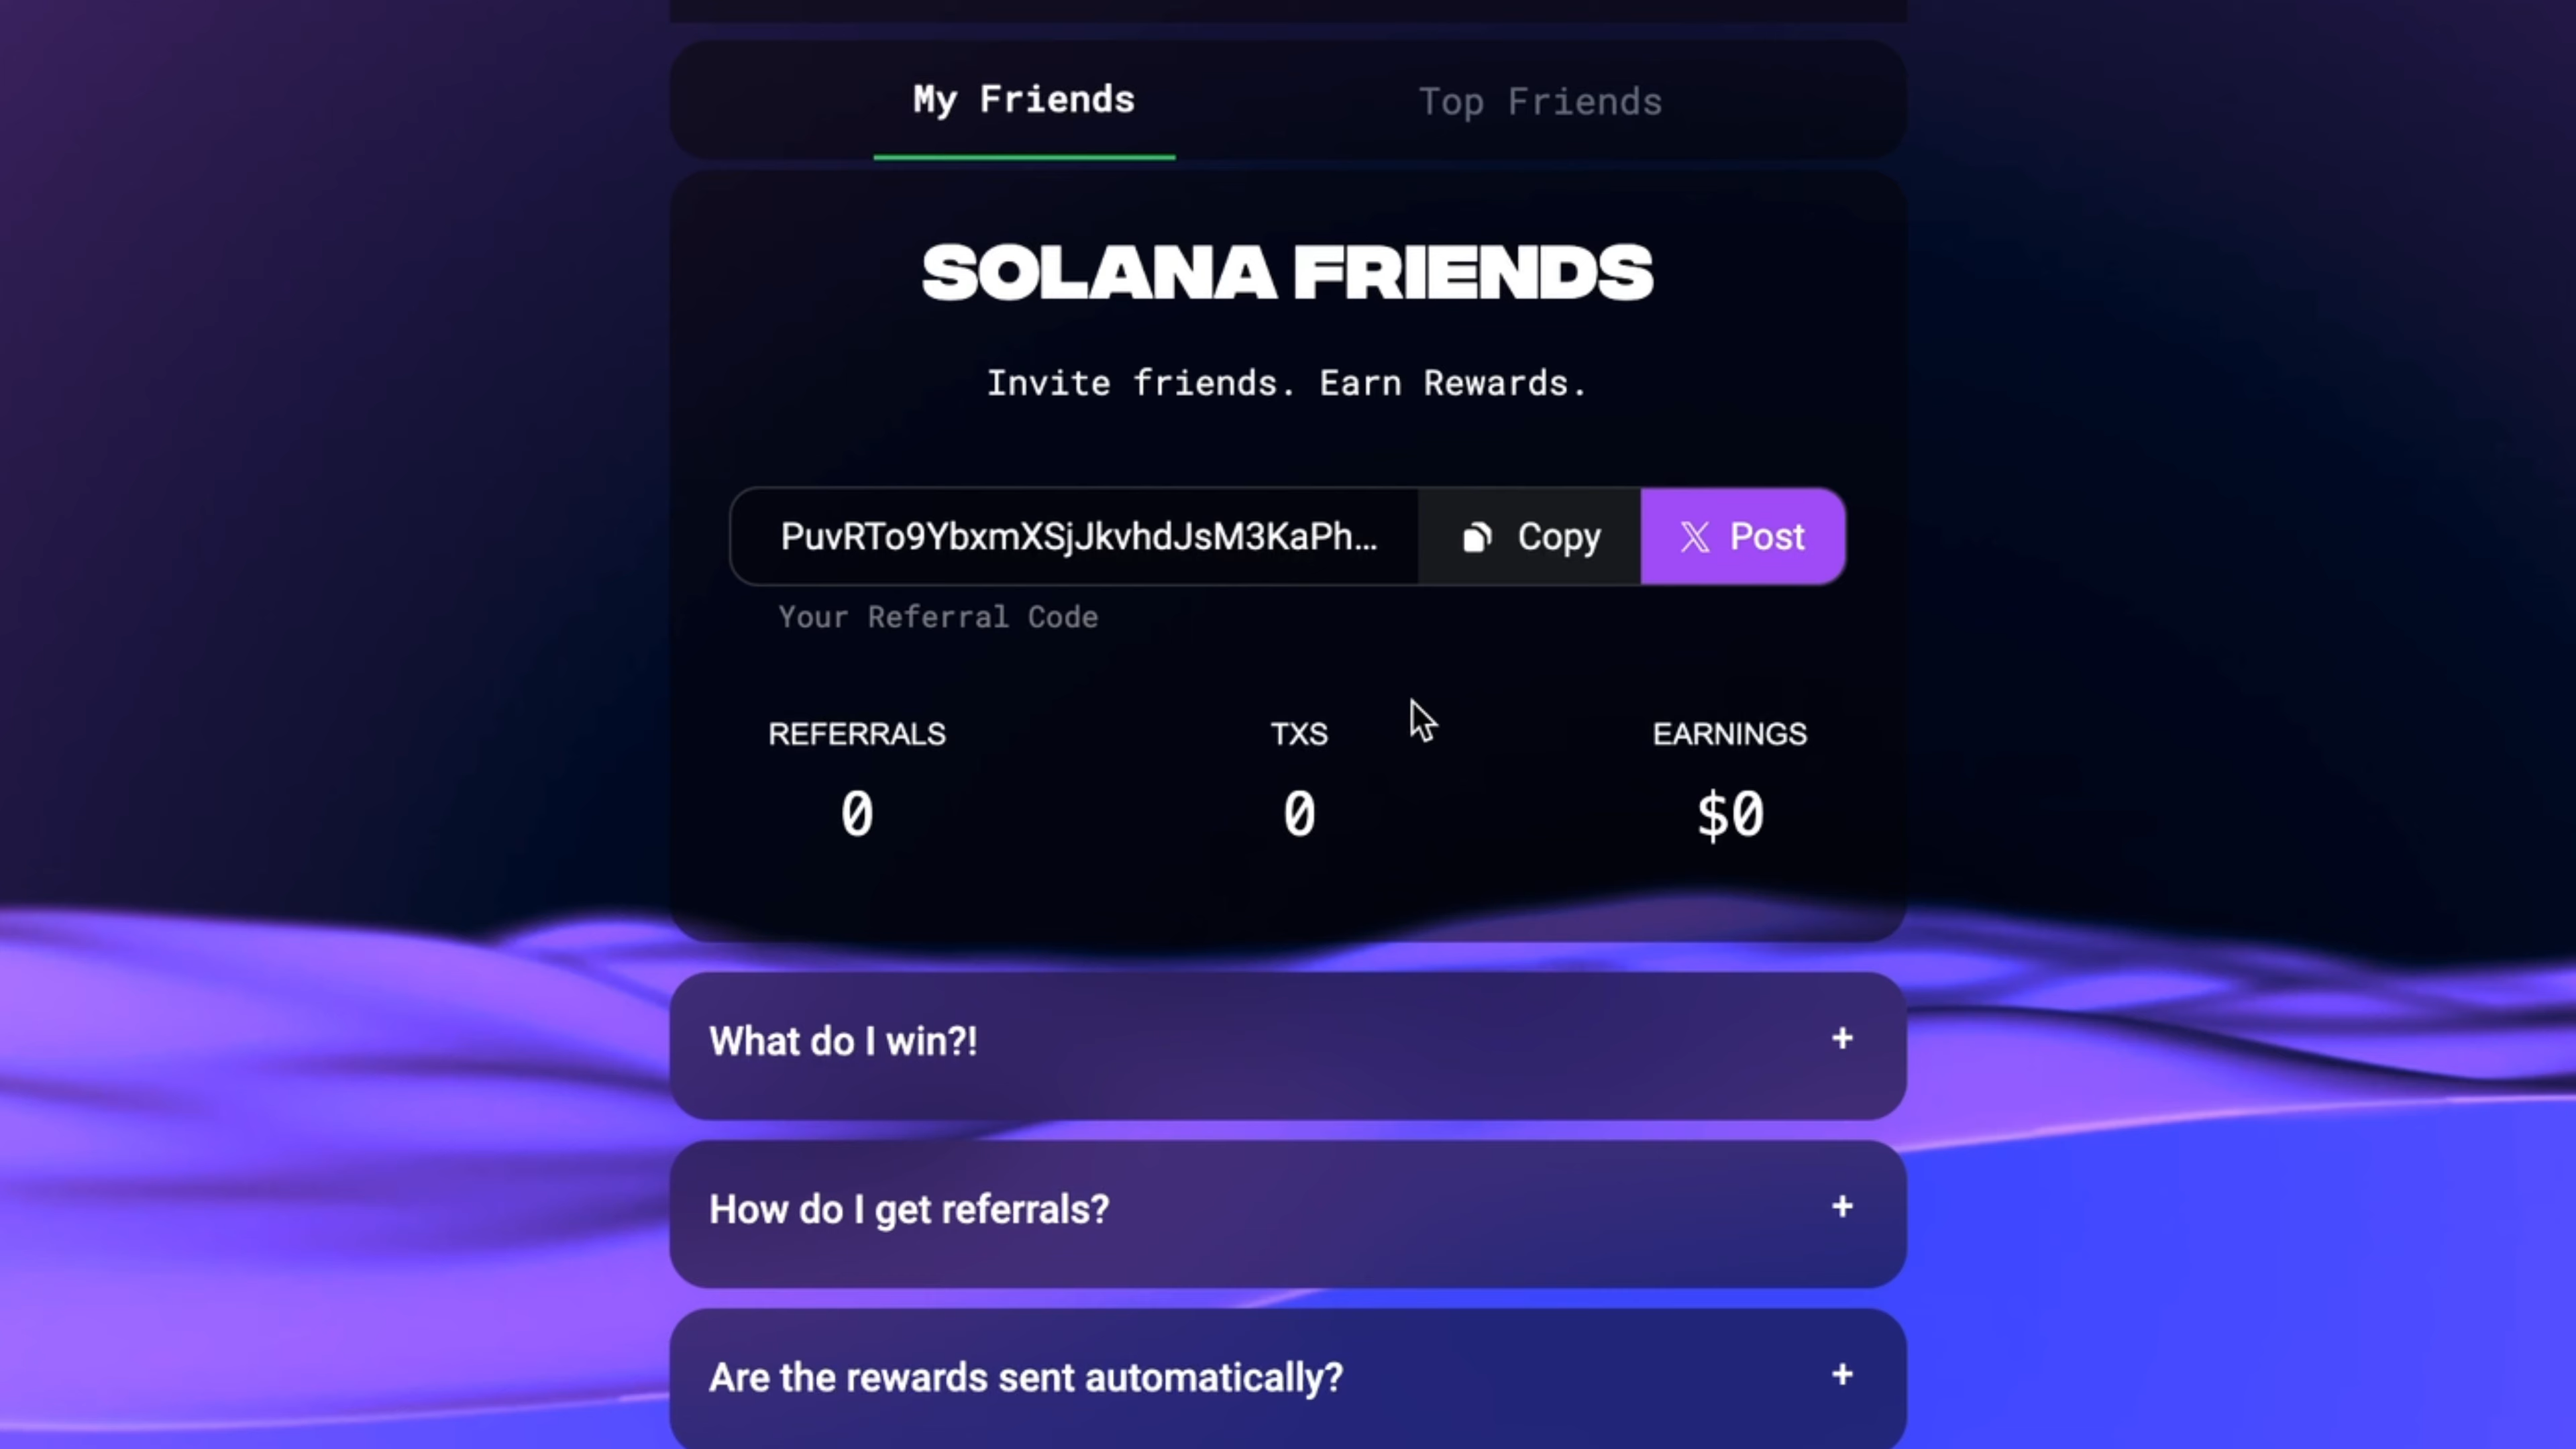 My Friends
Top Friends
SOLANA FRIENDS
Invite friends. Earn Rewards.
PuvRTo9YbxmXSjJkvhdJsM3KaPh...
Copy
𝕏 Post
Your Referral Code
REFERRALS
TXS
EARNINGS
0
0
$0
What do I win?!
+
How do I get referrals?
+
Are the rewards sent automatically?
+